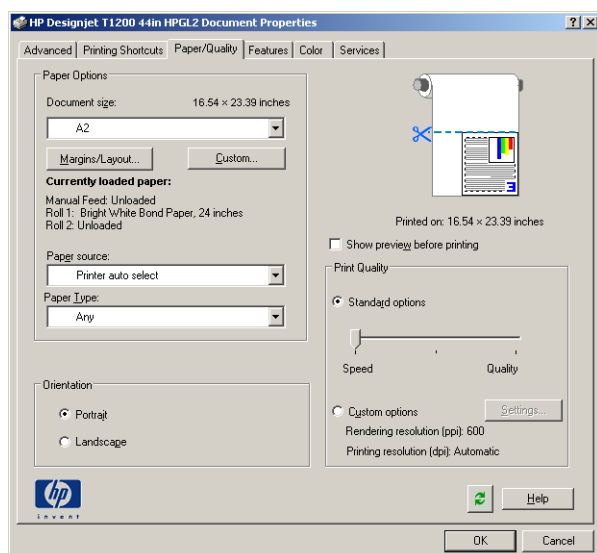 HP Designjet T1200 44in HPGL2 Document Properties
Advanced
Printing Shortcuts
Paper/Quality
Features
Color
Services
Paper Options
Document size:
16.54 × 23.39 inches
A2
Margins/Layout...
Custom...
Currently loaded paper:
Manual Feed: Unloaded
Roll 1: Bright White Bond Paper, 24 inches
Roll 2: Unloaded
Paper source:
Printer auto select
Paper Type:
Any
Orientation
Portrait
Landscape
3
Printed on: 16.54 × 23.39 inches
Show preview before printing
Print Quality
Standard options
Speed
Quality
Custom options
Settings...
Rendering resolution (ppi): 600
Printing resolution (dpi): Automatic
hp
invent
Help
OK
Cancel